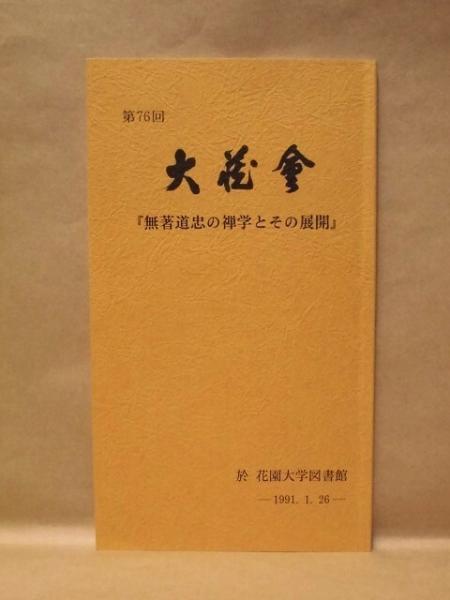 第76回
大蔵會
『無著道忠の禅学とその展開』
於 花園大学図書館
―1991. 1. 26―